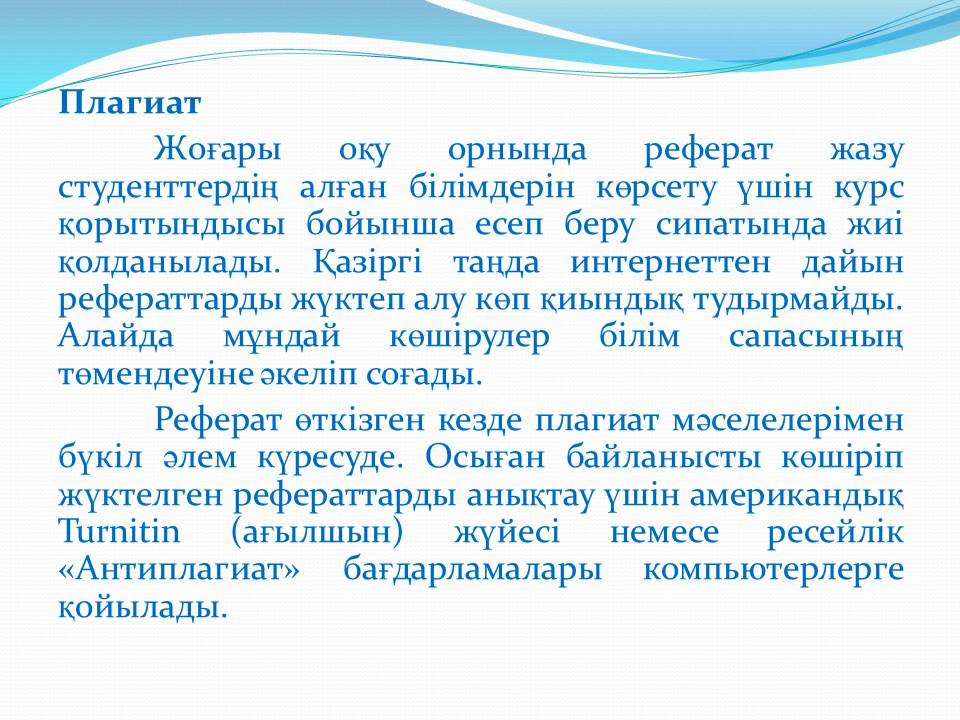 Плагиат
Жоғары оқу орнында реферат жазу
студенттердің алған білімдерін көрсету үшін курс
қорытындысы бойынша есеп беру сипатында жиі
қолданылады. Қазіргі таңда интернеттен дайын
рефераттарды жүктеп алу көп қиындық тудырмайды.
Алайда мұндай көшірулер білім сапасының
төмендеуіне әкеліп соғады.
Реферат өткізген кезде плагиат мәселелерімен
бүкіл әлем күресуде. Осыған байланысты көшіріп
жүктелген рефераттарды анықтау үшін американдық
Turnitin (ағылшын) жүйесі немесе ресейлік
«Антиплагиат» бағдарламалары компьютерлерге
қойылады.